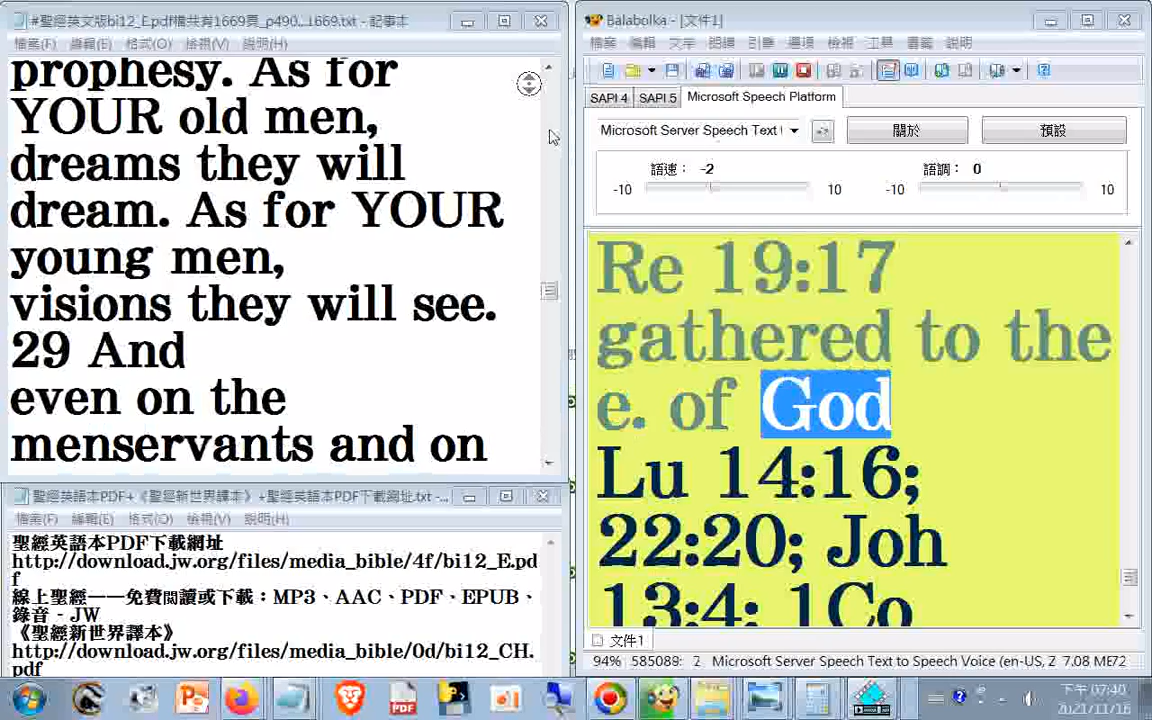 #聖經英文版bi12_E.pdf檔共有1669頁_p490...1669.txt - 記事本
檔案(F) 編輯(E) 格式(O) 檢視(V) 說明(H)
prophesy. As for
YOUR old men,
dreams they will
dream. As for YOUR
young men,
visions they will see.
29 And
even on the
menservants and on
聖經英語本PDF+《聖經新世界譯本》+聖經英語本PDF下載網址.txt -...
檔案(F) 編輯(E) 格式(O) 檢視(V) 說明(H)
聖經英語本PDF下載網址
http://download.jw.org/files/media_bible/4f/bi12_E.pd
f
線上聖經——免費閱讀或下載：MP3、AAC、PDF、EPUB、
錄音 - JW
《聖經新世界譯本》
http://download.jw.org/files/media_bible/0d/bi12_CH.
pdf
Balabolka - [文件1]
檔案 編輯 文字 朗讀 引擎 選項 檢視 工具 書籤 說明
SAPI 4 SAPI 5 Microsoft Speech Platform
Microsoft Server Speech Text 關於 預設
語速： -2 語調： 0
-10 10 -10 10
Re 19:17
gathered to the
e. of God
Lu 14:16;
22:20; Joh
13:4; 1Co
文件1
94% 585089: 2 Microsoft Server Speech Text to Speech Voice (en-US, Z 7.08 ME72
下午 07:40
2021/11/16